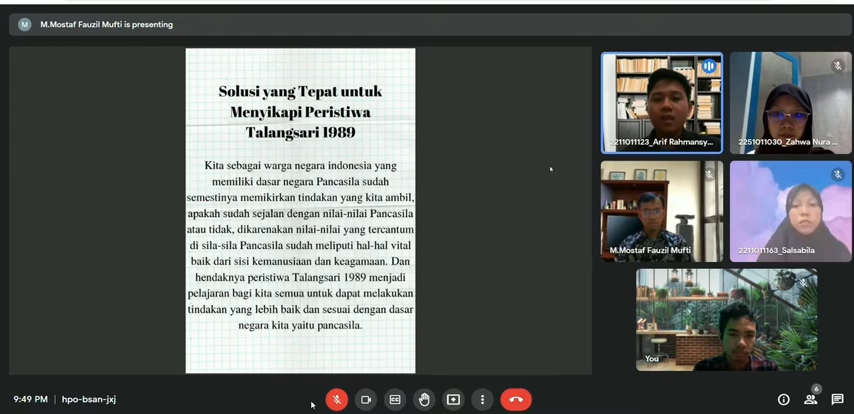 M
M.Mostaf Fauzil Mufti is presenting
Solusi yang Tepat untuk
Menyikapi Peristiwa
Talangsari 1989
Kita sebagai warga negara indonesia yang
memiliki dasar negara Pancasila sudah
semestinya memikirkan tindakan yang kita ambil,
apakah sudah sejalan dengan nilai-nilai Pancasila
atau tidak, dikarenakan nilai-nilai yang tercantum
di sila-sila Pancasila sudah meliputi hal-hal vital
baik dari sisi kemanusiaan dan keagamaan. Dan
hendaknya peristiwa Talangsari 1989 menjadi
pelajaran bagi kita semua untuk dapat melakukan
tindakan yang lebih baik dan sesuai dengan dasar
negara kita yaitu pancasila.
2211011123_Arif Rahmansy...
2251011030_Zahwa Nura ...
M.Mostaf Fauzil Mufti
2211011163_Salsabila
You
9:49 PM | hpo-bsan-jxj
CC
6